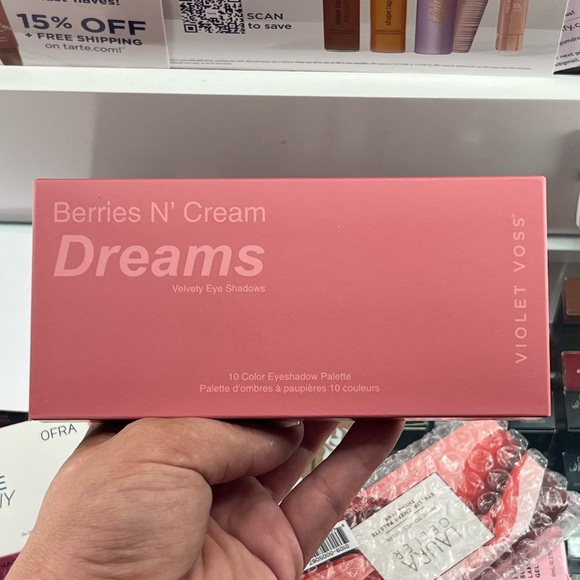 15% OFF
+ FREE SHIPPING
on tarte.com!*
SCAN
to save
Berries N' Cream
Dreams
Velvety Eye Shadows
VIOLET VOSS
10 Color Eyeshadow Palette
Palette d'ombres à paupières 10 couleurs
OFRA
LAURA